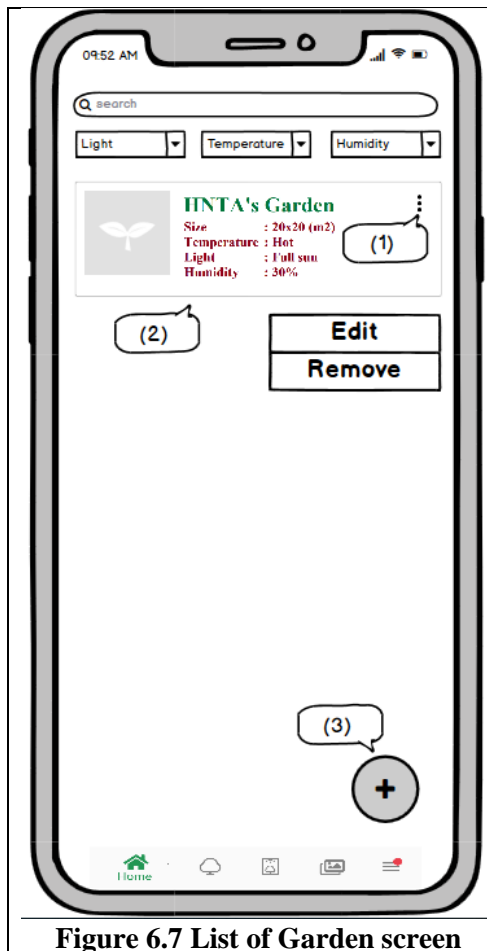 09:52 AM
search
Light Temperature Humidity
HNTA's Garden
Size : 20x20 (m2)
Temperature : Hot
Light : Full sun
Humidity : 30%
(1)
(2)
Edit
Remove
(3)
+
Home
Figure 6.7 List of Garden screen